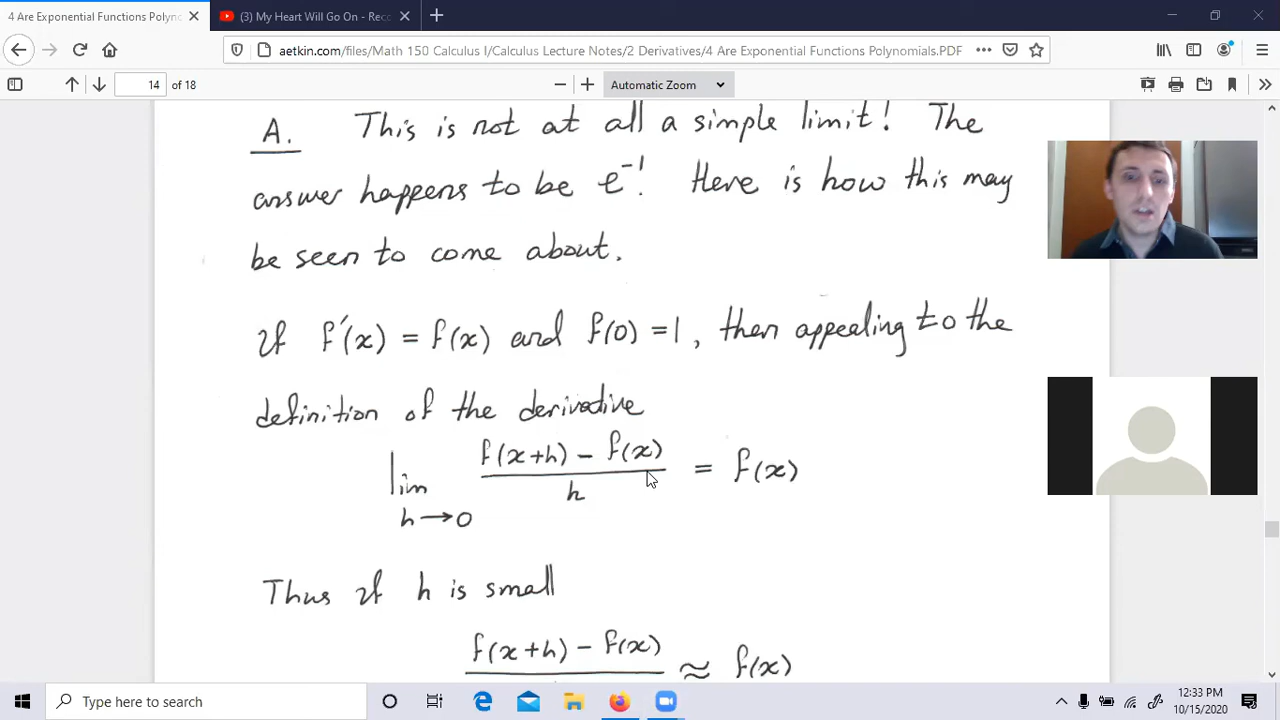 4 Are Exponential Functions Polyno
(3) My Heart Will Go On - Reco
aetkin.com/files/Math 150 Calculus I/Calculus Lecture Notes/2 Derivatives/4 Are Exponential Functions Polynomials.PDF
14 of 18
Automatic Zoom
A. This is not at all a simple limit! The
answer happens to be e⁻¹! Here is how this may
be seen to come about.
If f′(x) = f(x) and f(0) = 1, then appealing to the
definition of the derivative
lim h→0 f(x+h) – f(x) / h = f(x)
Thus if h is small
f(x+h) – f(x) ≈ f(x)
Type here to search
12:33 PM
10/15/2020